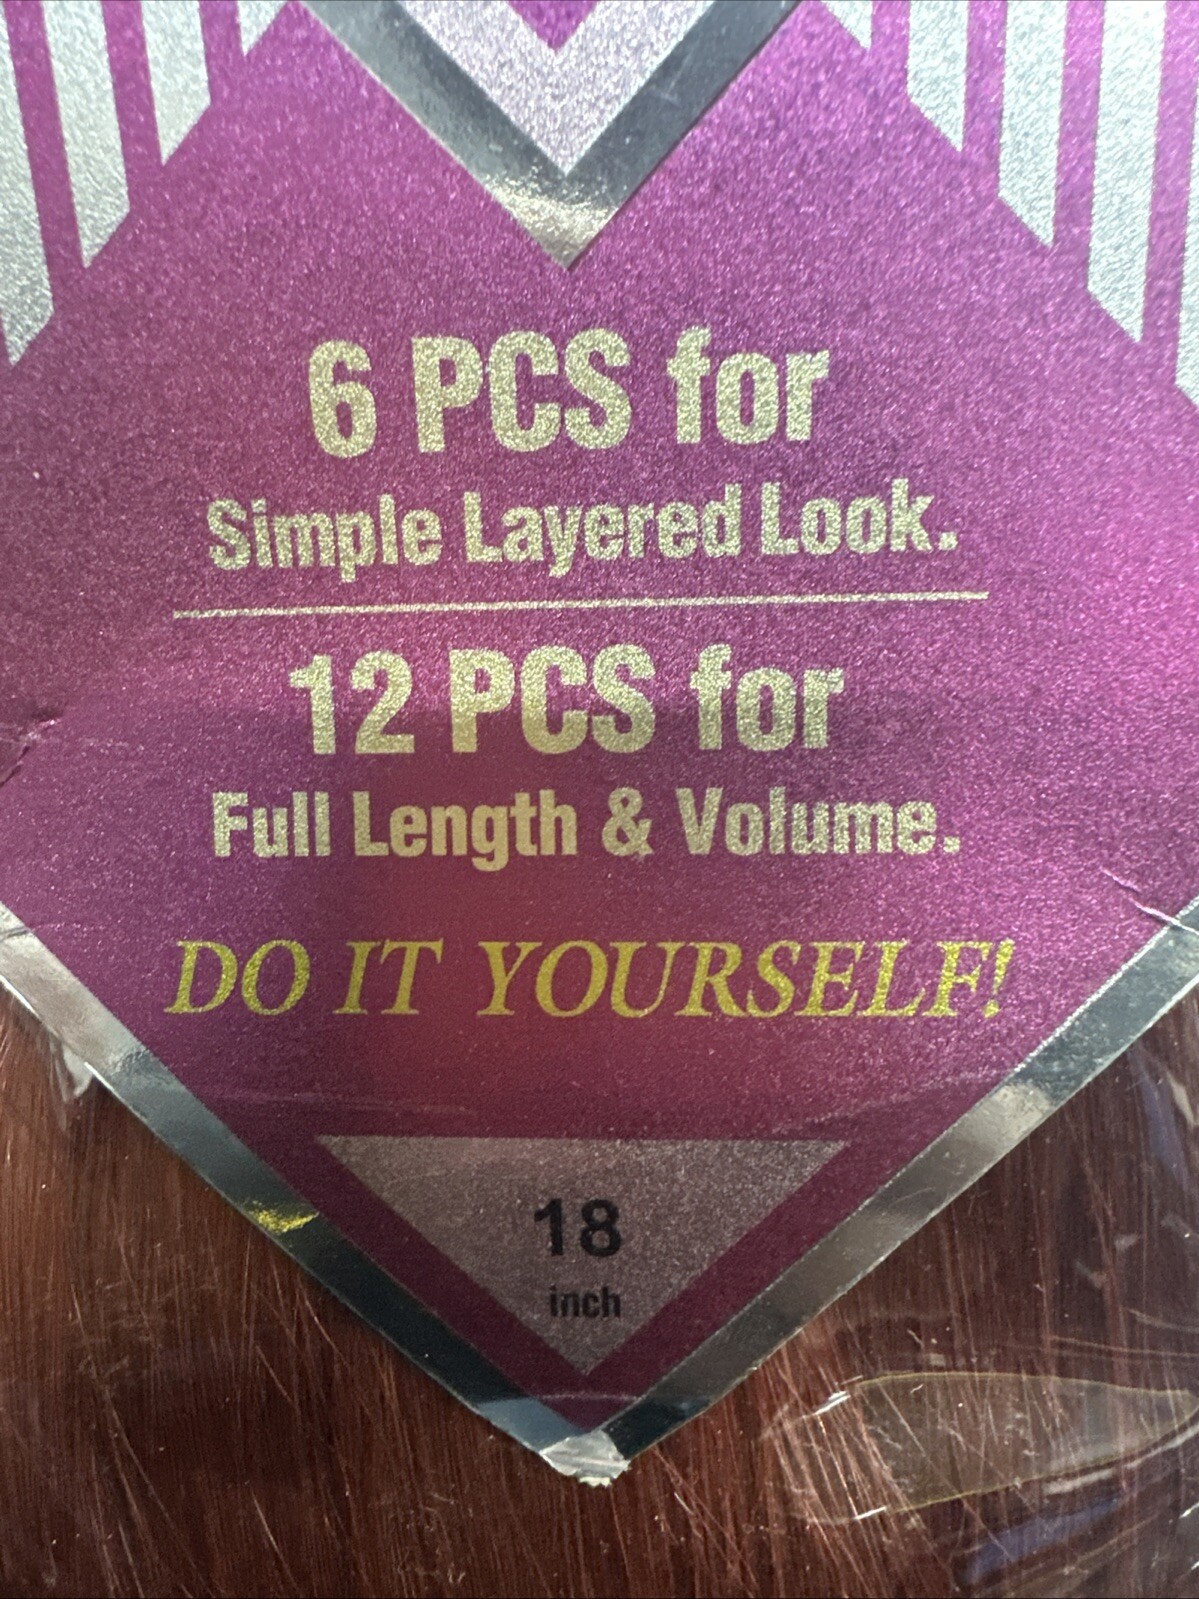 6 PCS for
Simple Layered Look.
12 PCS for
Full Length & Volume.
DO IT YOURSELF!
18
inch